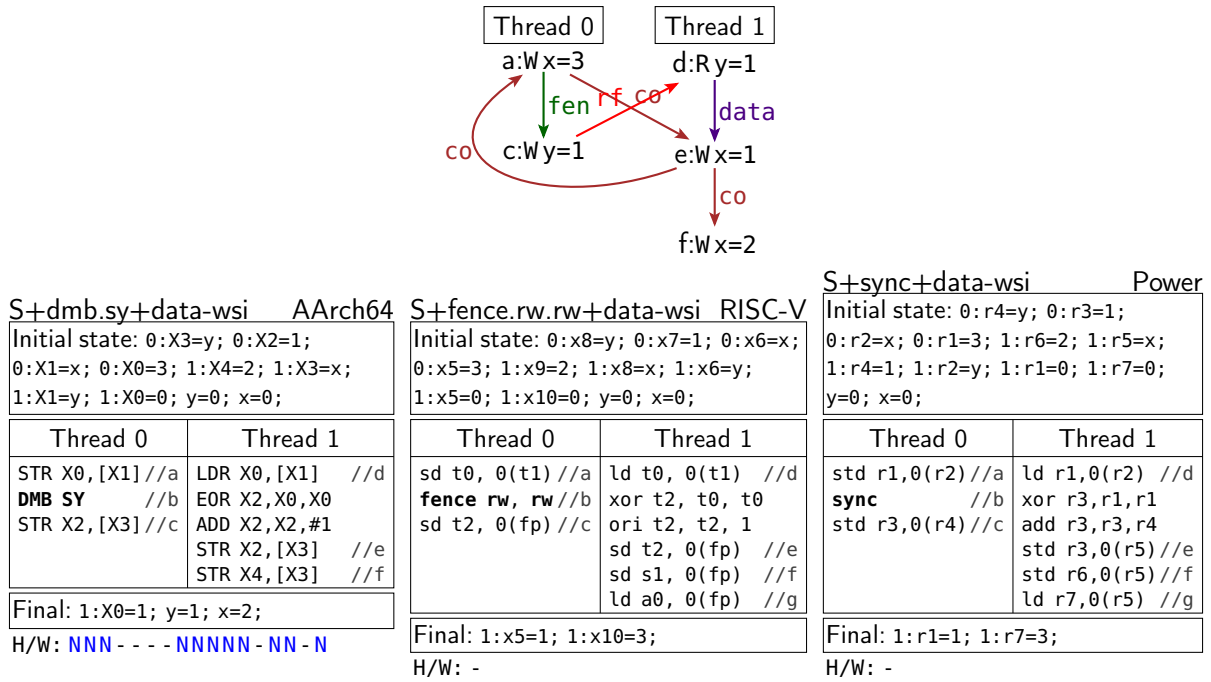 Thread 0 Thread 1
a:Wx=3 d:Ry=1
fen rf co data
co c:Wy=1 e:Wx=1
co
f:Wx=2
S+dmb.sy+data-wsi AArch64
Initial state: 0:X3=y; 0:X2=1;
0:X1=x; 0:X0=3; 1:X4=2; 1:X3=x;
1:X1=y; 1:X0=0; y=0; x=0;
Thread 0 Thread 1
STR X0,[X1]//a LDR X0,[X1] //d
DMB SY //b EOR X2,X0,X0
STR X2,[X3]//c ADD X2,X2,#1
STR X2,[X3] //e
STR X4,[X3] //f
Final: 1:X0=1; y=1; x=2;
H/W: NNN----NNNNN-NN-N
S+fence.rw.rw+data-wsi RISC-V
Initial state: 0:x8=y; 0:x7=1; 0:x6=x;
0:x5=3; 1:x9=2; 1:x8=x; 1:x6=y;
1:x5=0; 1:x10=0; y=0; x=0;
Thread 0 Thread 1
sd t0, 0(t1)//a ld t0, 0(t1) //d
fence rw, rw//b xor t2, t0, t0
sd t2, 0(fp)//c ori t2, t2, 1
sd t2, 0(fp) //e
sd s1, 0(fp) //f
ld a0, 0(fp) //g
Final: 1:x5=1; 1:x10=3;
H/W: -
S+sync+data-wsi Power
Initial state: 0:r4=y; 0:r3=1;
0:r2=x; 0:r1=3; 1:r6=2; 1:r5=x;
1:r4=1; 1:r2=y; 1:r1=0; 1:r7=0;
y=0; x=0;
Thread 0 Thread 1
std r1,0(r2)//a ld r1,0(r2) //d
sync //b xor r3,r1,r1
std r3,0(r4)//c add r3,r3,r4
std r3,0(r5)//e
std r6,0(r5)//f
ld r7,0(r5) //g
Final: 1:r1=1; 1:r7=3;
H/W: -